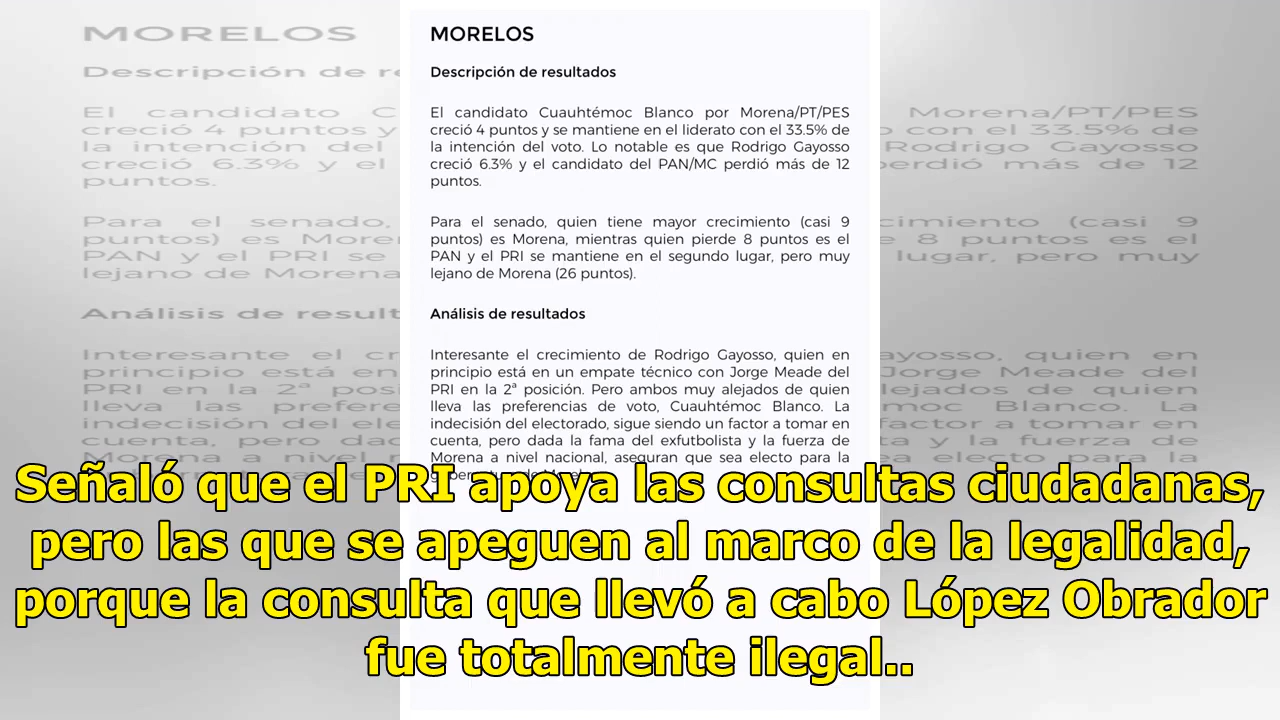 MORELOS
Descripción de resultados
El candidato Cuauhtémoc Blanco por Morena/PT/PES
creció 4 puntos y se mantiene en el liderato con el 33.5% de
la intención del voto. Lo notable es que Rodrigo Gayosso
creció 6.3% y el candidato del PAN/MC perdió más de 12
puntos.
Para el senado, quien tiene mayor crecimiento (casi 9
puntos) es Morena, mientras quien pierde 8 puntos es el
PAN y el PRI se mantiene en el segundo lugar, pero muy
lejano de Morena (26 puntos).
Análisis de resultados
Interesante el crecimiento de Rodrigo Gayosso, quien en
principio está en un empate técnico con Jorge Meade del
PRI en la 2ª posición. Pero ambos muy alejados de quien
lleva las preferencias de voto, Cuauhtémoc Blanco. La
indecisión del electorado, sigue siendo un factor a tomar en
cuenta, pero dada la fama del exfutbolista y la fuerza de
Morena a nivel nacional, aseguran que sea electo para la
Señaló que el PRI apoya las consultas ciudadanas,
pero las que se apeguen al marco de la legalidad,
porque la consulta que llevó a cabo López Obrador
fue totalmente ilegal..